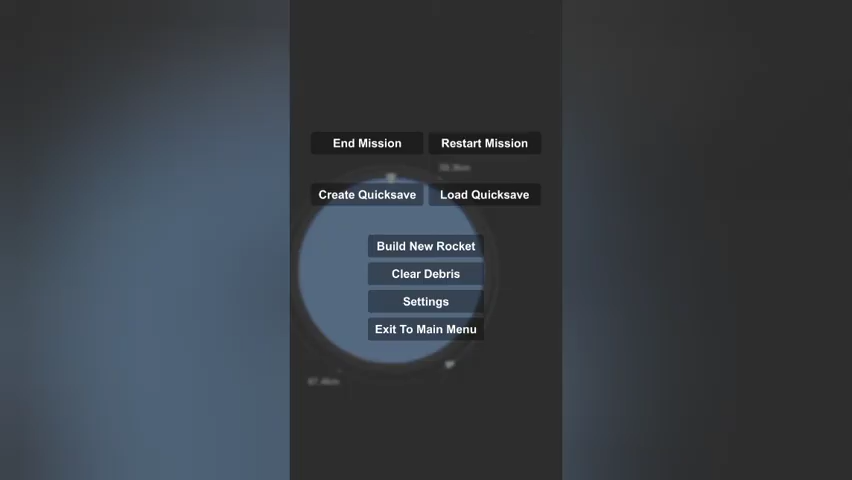 End Mission
Restart Mission
Create Quicksave
Load Quicksave
Build New Rocket
Clear Debris
Settings
Exit To Main Menu